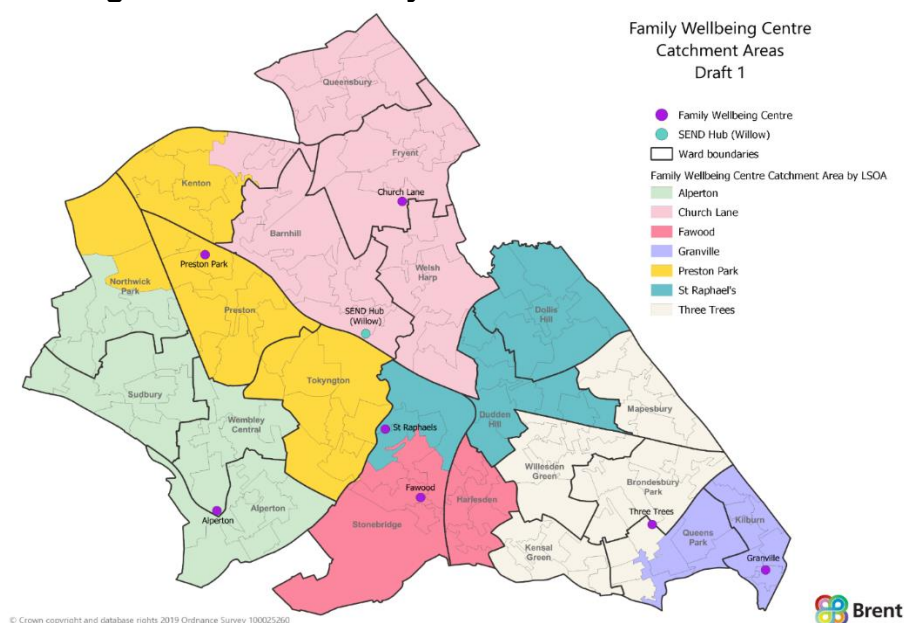 Family Wellbeing Centre
Catchment Areas
Draft 1
Family Wellbeing Centre
SEND Hub (Willow)
Ward boundaries
Family Wellbeing Centre Catchment Area by LSOA
Alperton
Church Lane
Fawood
Granville
Preston Park
St Raphael's
Three Trees
Queensbury
Fryent
Kenton
Church Lane
Barnhill
Preston Park
Welsh
Harp
Northwick
Park
Preston
SEND Hub
(Willow)
Dollis
Hill
Tokyngton
Sudbury
Mapesbury
Wembley
Central
St Raphaels
Dudden
Hill
Willesden
Green
Brondesbury
Park
Fawood
Harlesden
Alperton
Alperton
Stonebridge
Three Trees
Kilburn
Queens
Park
Kensal
Green
Granville
© Crown copyright and database rights 2019 Ordnance Survey 100025260
Brent